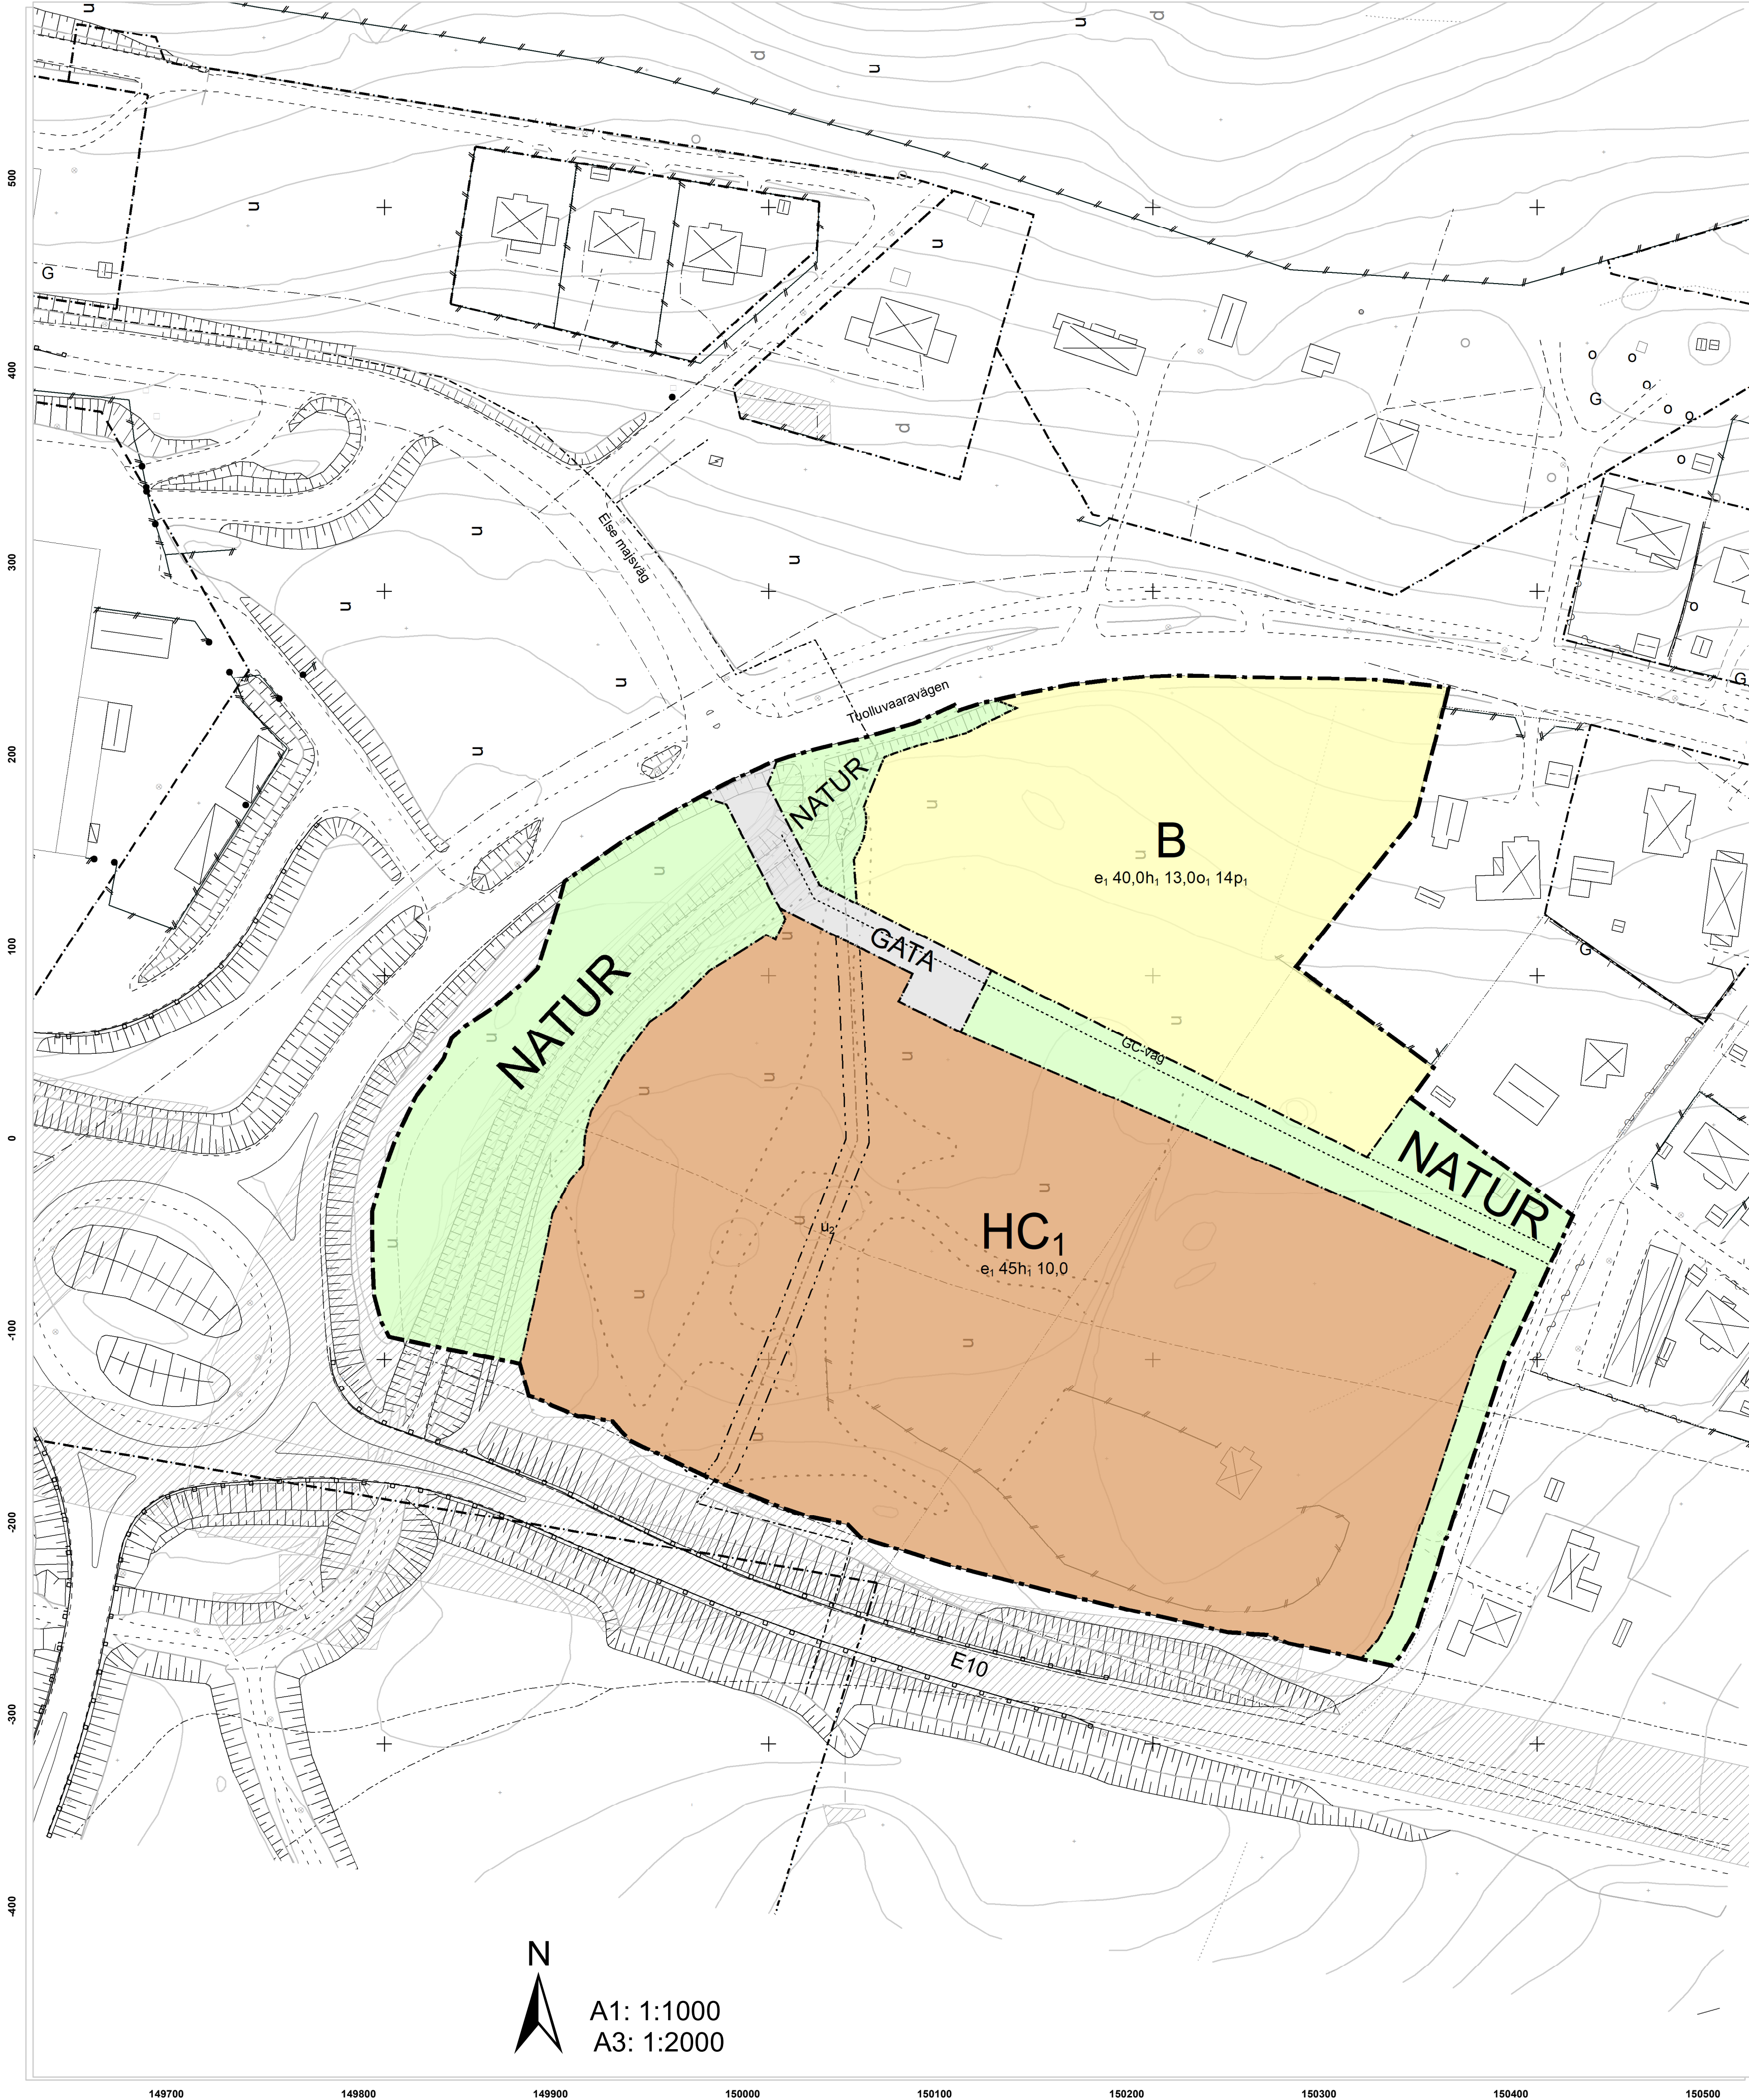 500
G
400
G
300
Else majsväg
G
Tuolluvaaravägen
200
NATUR
B
e₁ 40,0h₁ 13,0o₁ 14p₁
100
GATA
G
NATUR
GC-väg
0
NATUR
u₂
HC₁
e₁ 45h₁ 10,0
-100
-200
E10
-300
-400
N
A1: 1:1000
A3: 1:2000
149700 149800 149900 150000 150100 150200 150300 150400 150500